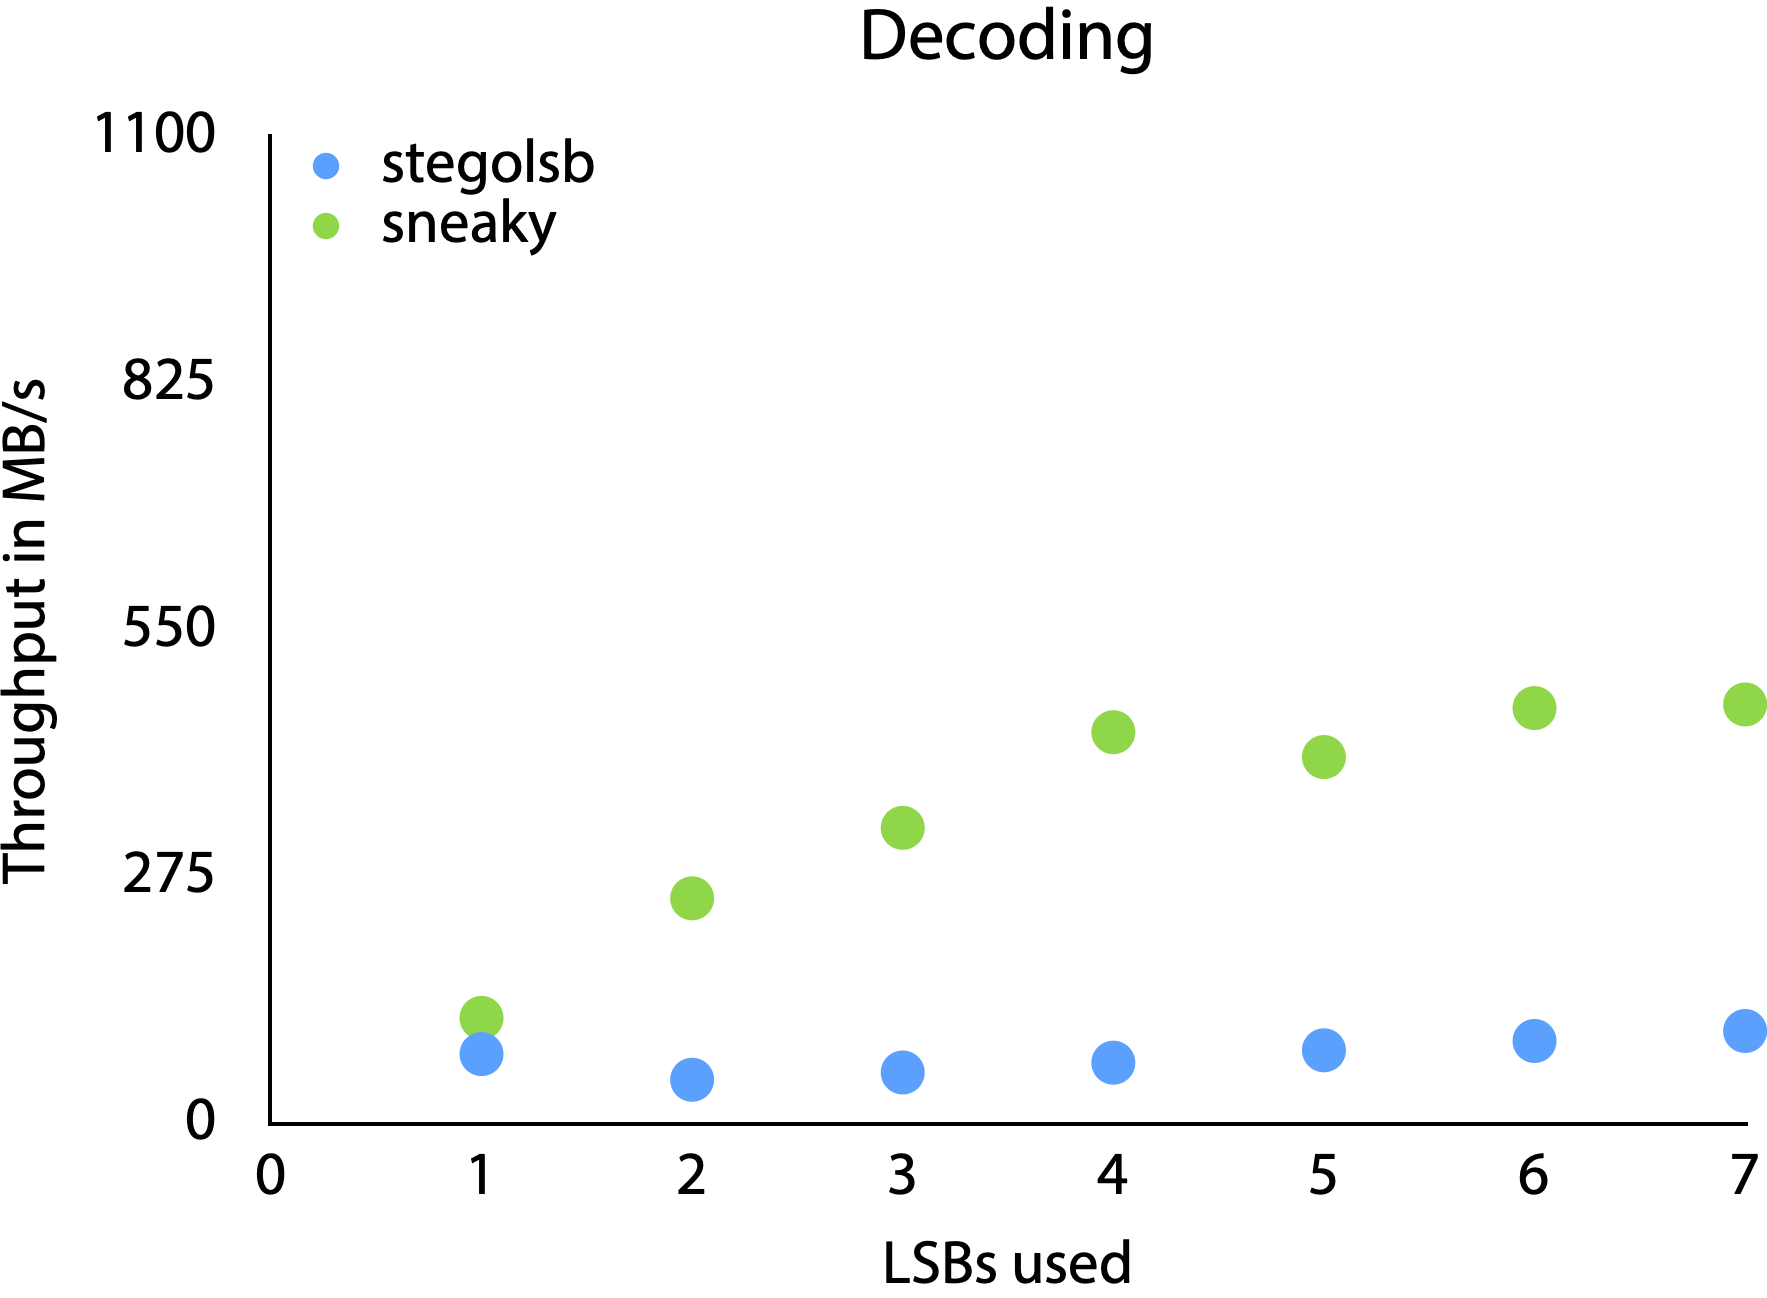 Decoding
1100
825
550
275
0
Throughput in MB/s
stegolsb
sneaky
0 1 2 3 4 5 6 7
LSBs used